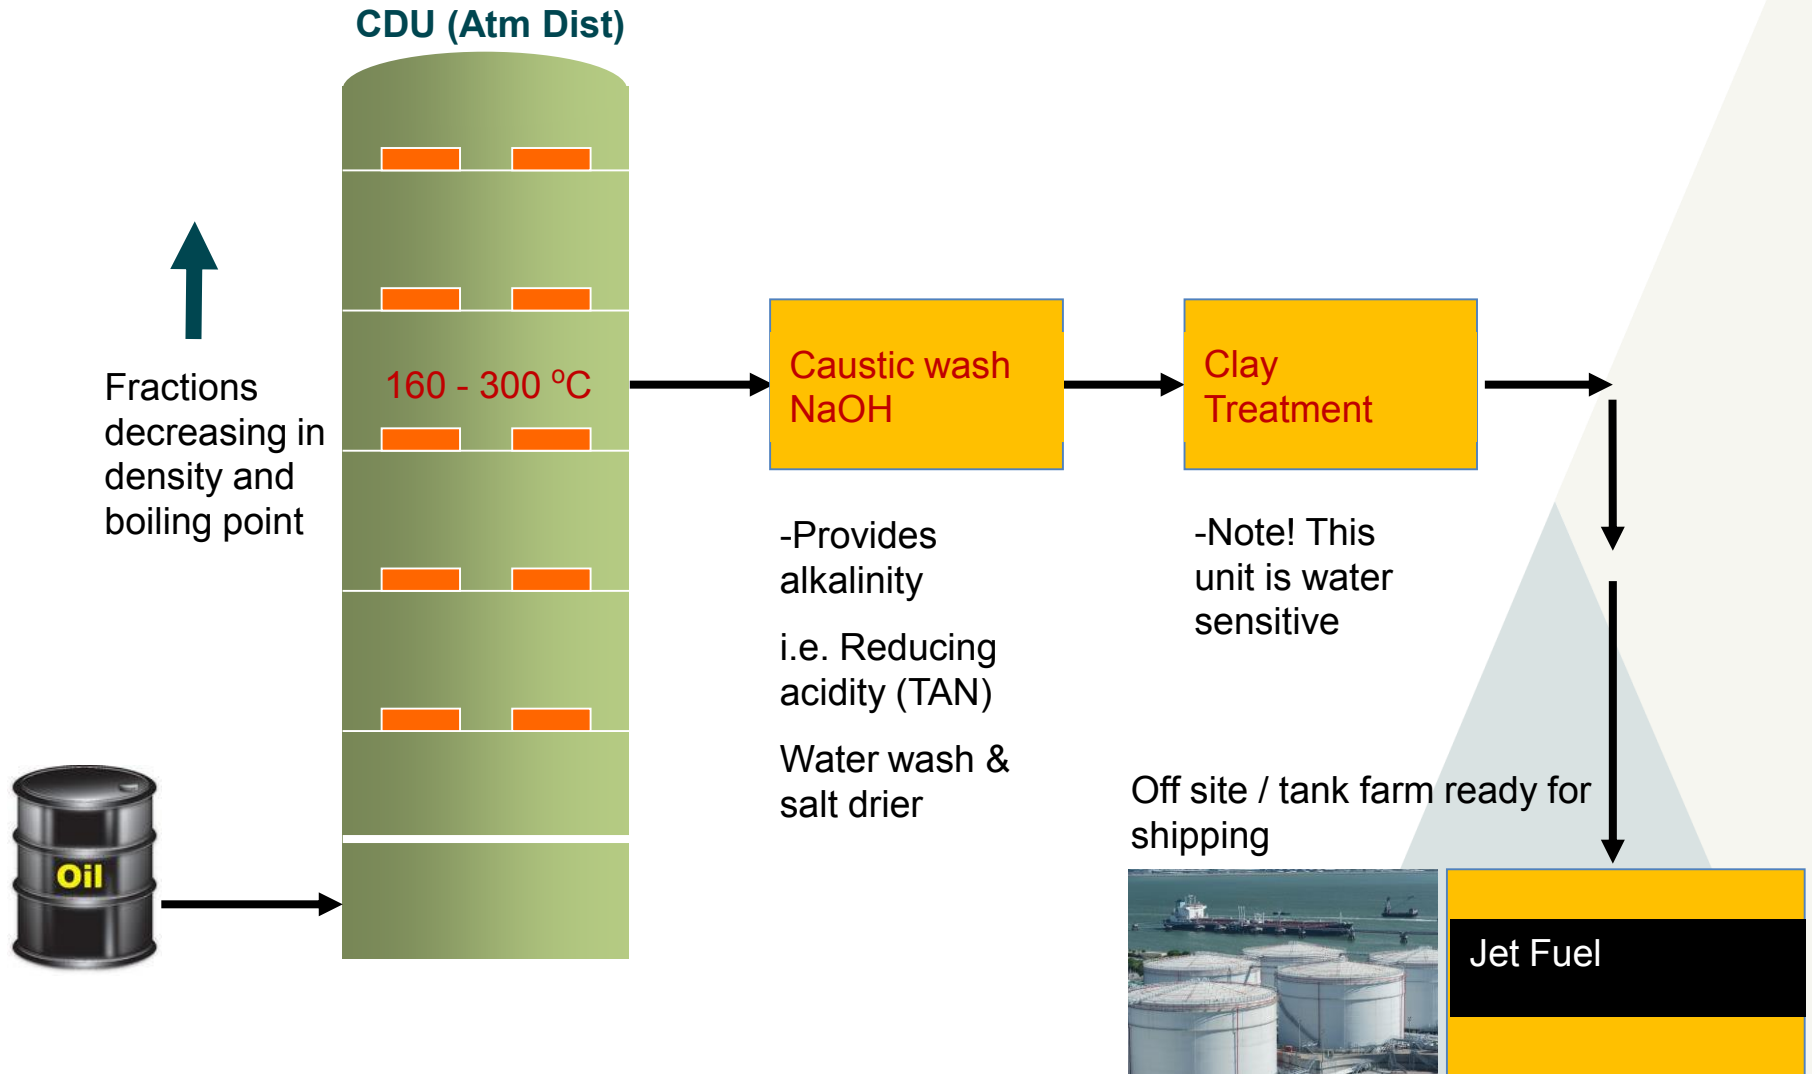 CDU (Atm Dist)
Fractions
decreasing in
density and
boiling point
160 - 300 ºC
Caustic wash
NaOH
Clay
Treatment
-Provides
alkalinity
i.e. Reducing
acidity (TAN)
Water wash &
salt drier
-Note! This
unit is water
sensitive
Off site / tank farm ready for
shipping
Oil
Jet Fuel